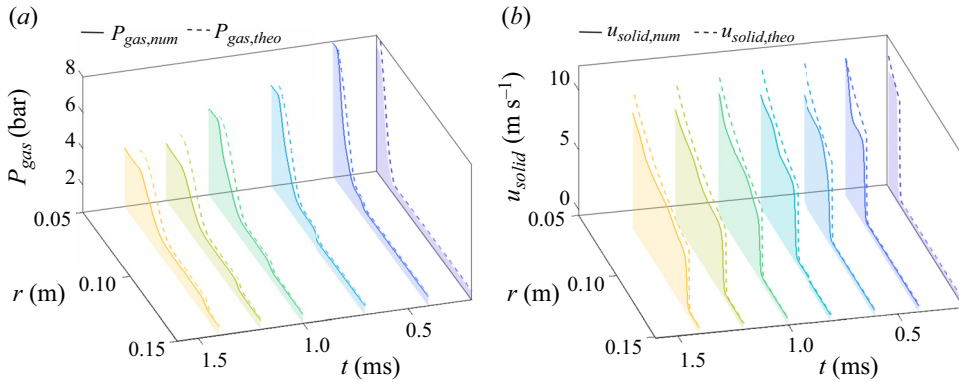 (a)
P_gas,num P_gas,theo
8
6
4
2
P_gas (bar)
0.05
0.10
0.15
r (m)
1.5
1.0
0.5
t (ms)
(b)
u_solid,num u_solid,theo
10
5
0
u_solid (m s⁻¹)
0.05
0.10
0.15
r (m)
1.5
1.0
0.5
t (ms)